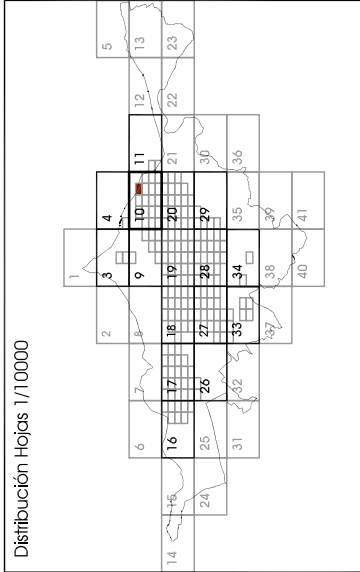 Distribución Hojas 1/10000
1
2 3 4 5
6 7 8 9 10 11 12 13
14 15 16 17 18 19 20 21 22 23
24 25 26 27 28 29 30
31 32 33 34 35 36
37 38 39
40 41